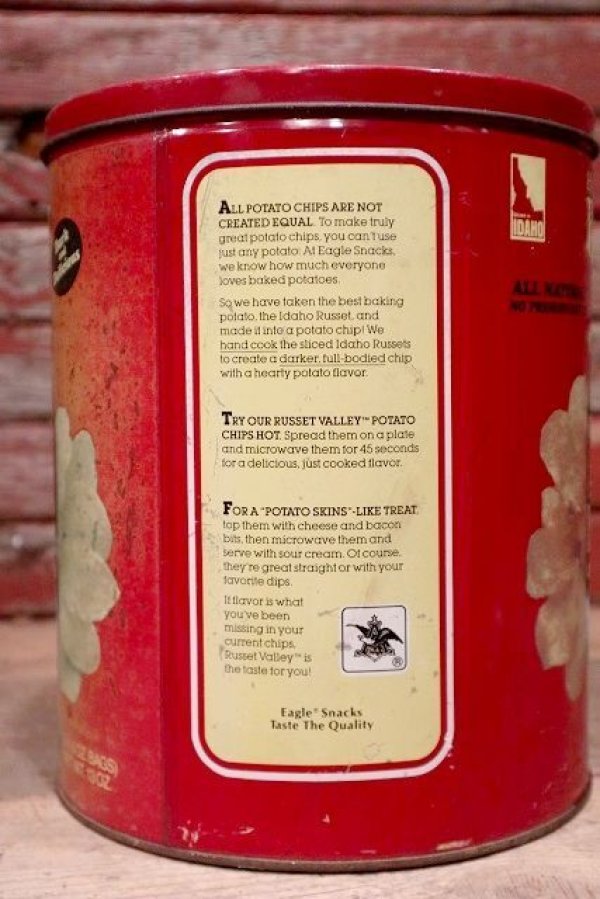 ALL POTATO CHIPS ARE NOT
CREATED EQUAL. To make truly
great potato chips, you can't use
just any potato. At Eagle Snacks,
we know how much everyone
loves baked potatoes.
So we have taken the best baking
potato, the Idaho Russet, and
made it into a potato chip! We
hand cook the sliced Idaho Russets
to create a darker, full-bodied chip
with a hearty potato flavor.
TRY OUR RUSSET VALLEY™ POTATO
CHIPS HOT. Spread them on a plate
and microwave them for 45 seconds
for a delicious, just cooked flavor.
FOR A "POTATO SKINS"-LIKE TREAT,
top them with cheese and bacon
bits, then microwave them and
serve with sour cream. Of course,
they're great straight or with your
favorite dips.
If flavor is what
you've been
missing in your
current chips,
Russet Valley™ is
the taste for you!
®
Eagle® Snacks
Taste The Quality
IDAHO
ALL
NO
BAGS)
OZ.